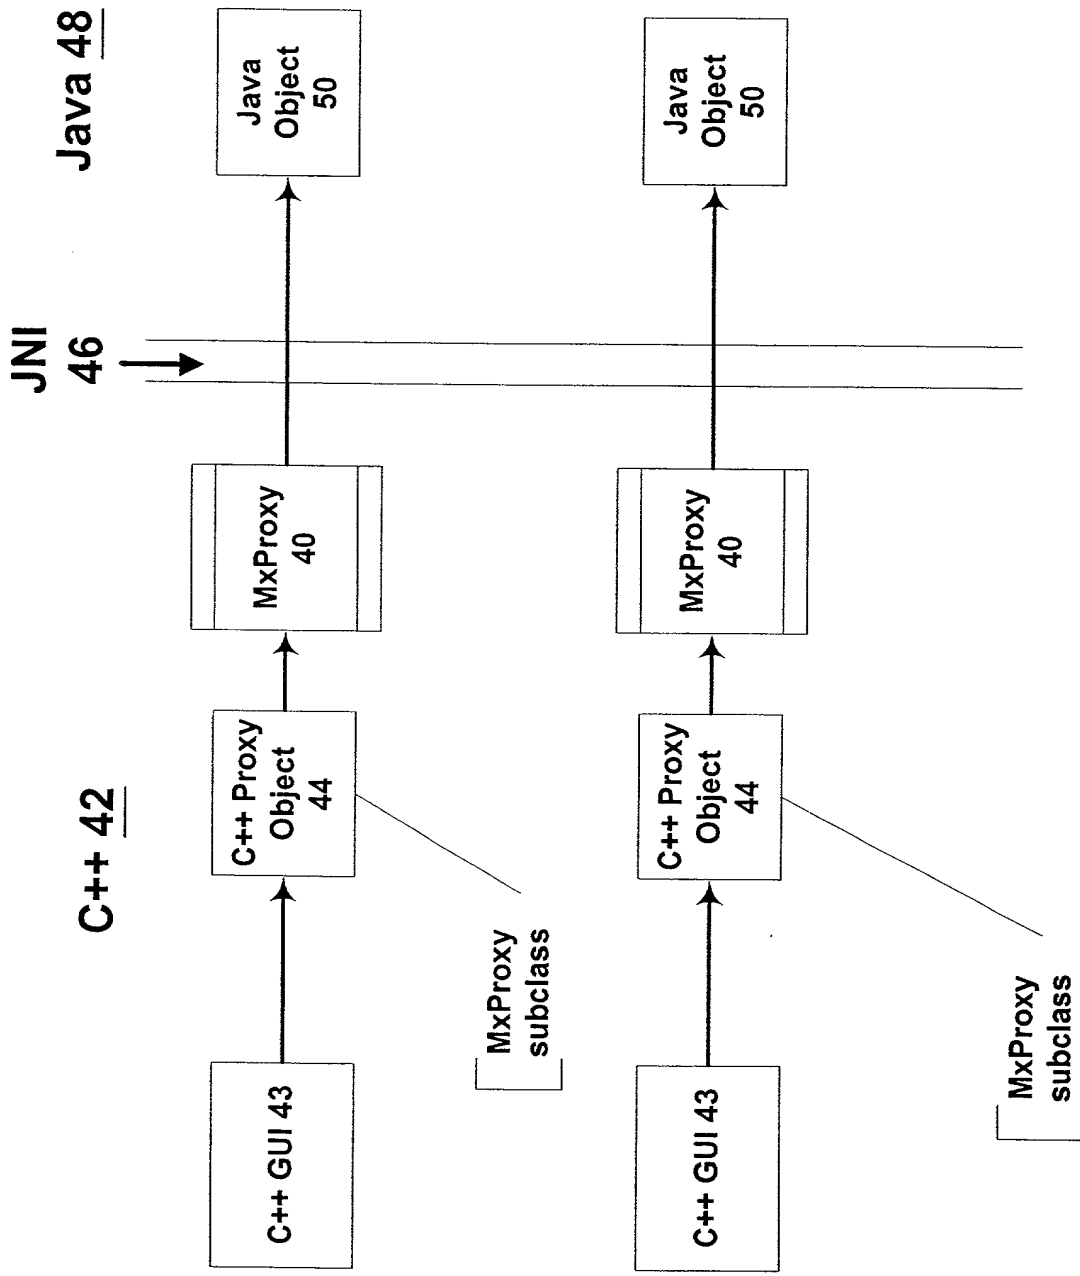 C++ 42
JNI
46
Java 48
C++ GUI 43
C++ Proxy
Object
44
MxProxy
40
Java
Object
50
MxProxy
subclass
C++ GUI 43
C++ Proxy
Object
44
MxProxy
40
Java
Object
50
MxProxy
subclass